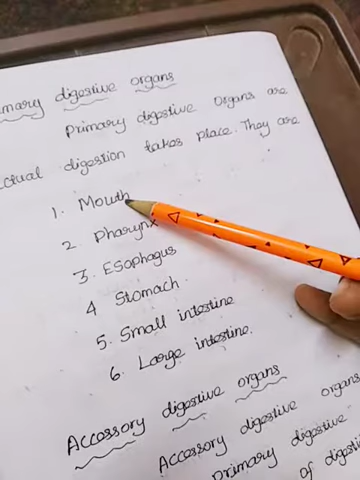 digestive organs
Primary digestive Organs are
digestion takes place. They are
1. Mouth
2. Pharynx
3. Esophagus
4 Stomach
5. Small intestine
6. Large intestine.
Accessory digestive organs
Accessory digestive organs
primary digestive
of